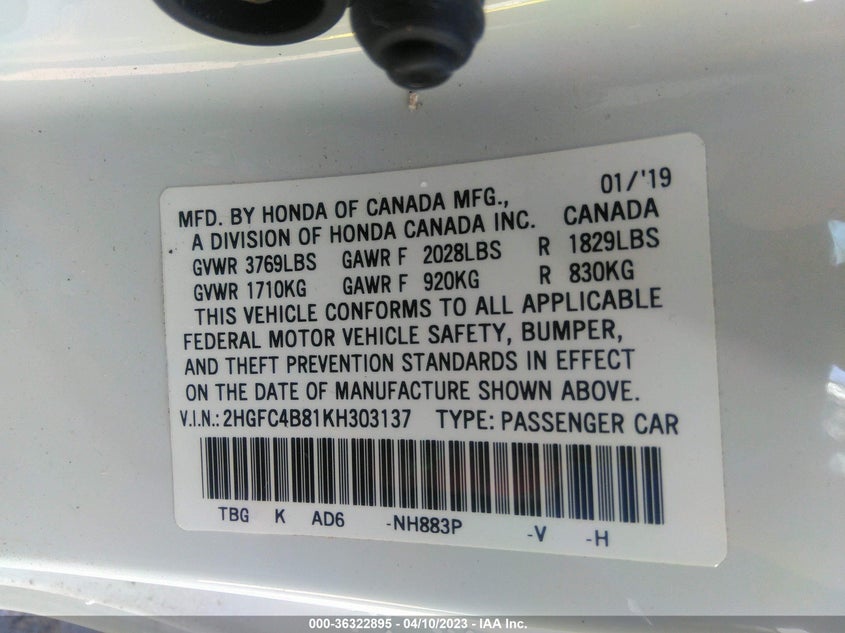 01/'19
MFD. BY HONDA OF CANADA MFG.,
A DIVISION OF HONDA CANADA INC. CANADA
GVWR 3769LBS GAWR F 2028LBS R 1829LBS
GVWR 1710KG GAWR F 920KG R 830KG
THIS VEHICLE CONFORMS TO ALL APPLICABLE
FEDERAL MOTOR VEHICLE SAFETY, BUMPER,
AND THEFT PREVENTION STANDARDS IN EFFECT
ON THE DATE OF MANUFACTURE SHOWN ABOVE.
V.I.N.: 2HGFC4B81KH303137 TYPE: PASSENGER CAR
TBG K AD6 -NH883P -V -H
000-36322895 - 04/10/2023 - IAA Inc.